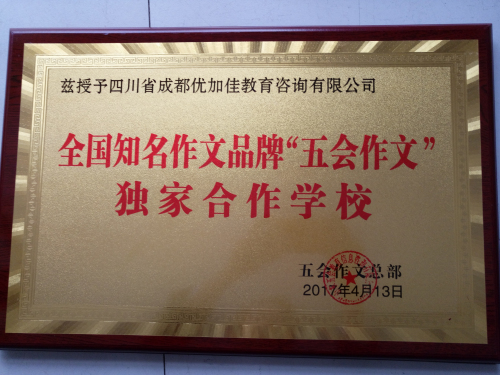 兹授予四川省成都优加佳教育咨询有限公司
全国知名作文品牌“五会作文”
独家合作学校
五会作文总部
2017年4月13日